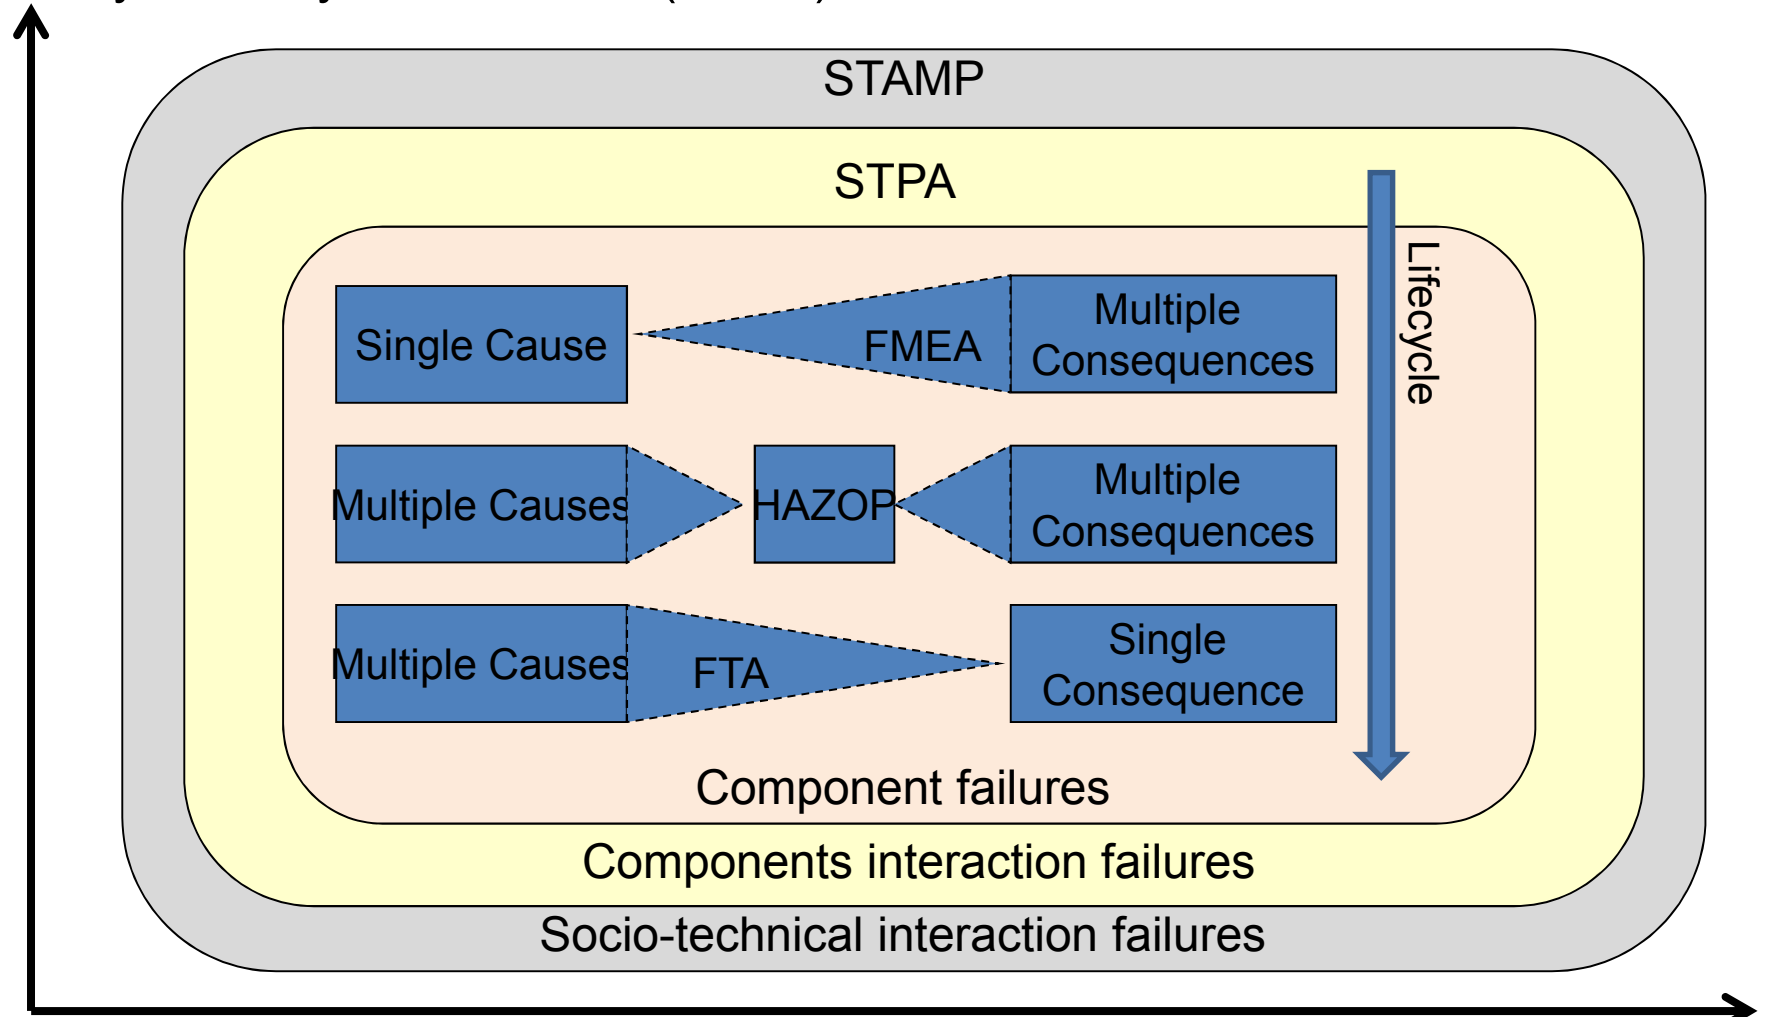 STAMP
STPA
Lifecycle
Single Cause
FMEA
Multiple
Consequences
Multiple Causes
HAZOP
Multiple
Consequences
Multiple Causes
FTA
Single
Consequence
Component failures
Components interaction failures
Socio-technical interaction failures